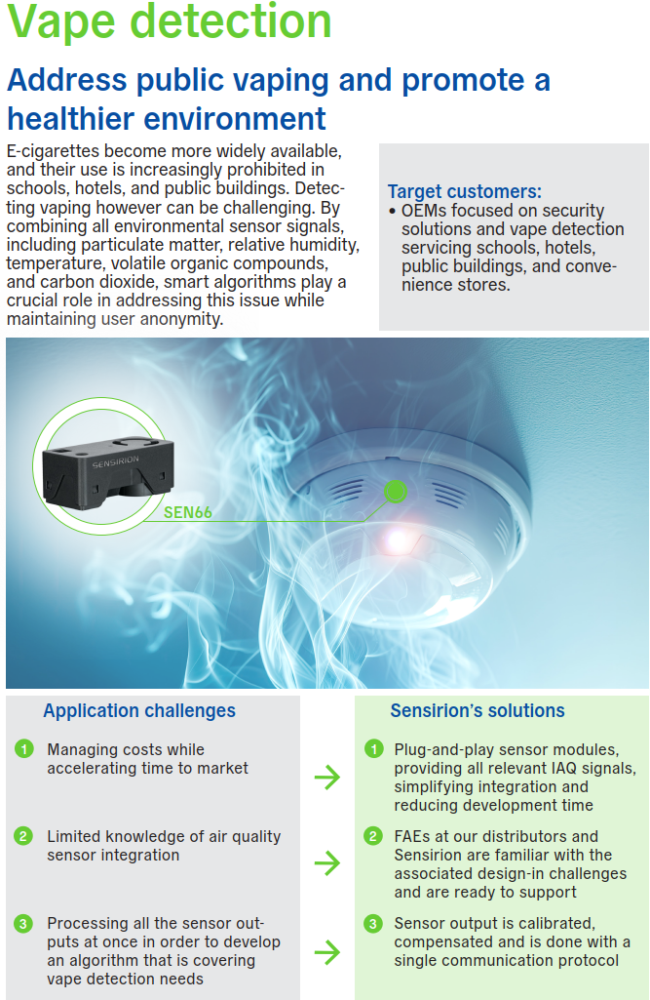 Vape detection
Address public vaping and promote a
healthier environment
E-cigarettes become more widely available,
and their use is increasingly prohibited in
schools, hotels, and public buildings. Detec-
ting vaping however can be challenging. By
combining all environmental sensor signals,
including particulate matter, relative humidity,
temperature, volatile organic compounds,
and carbon dioxide, smart algorithms play a
crucial role in addressing this issue while
maintaining user anonymity.
Target customers:
• OEMs focused on security
solutions and vape detection
servicing schools, hotels,
public buildings, and conve-
nience stores.
SENSIRION
SEN66
Application challenges
1 Managing costs while
accelerating time to market
2 Limited knowledge of air quality
sensor integration
3 Processing all the sensor out-
puts at once in order to develop
an algorithm that is covering
vape detection needs
Sensirion's solutions
1 Plug-and-play sensor modules,
providing all relevant IAQ signals,
simplifying integration and
reducing development time
2 FAEs at our distributors and
Sensirion are familiar with the
associated design-in challenges
and are ready to support
3 Sensor output is calibrated,
compensated and is done with a
single communication protocol